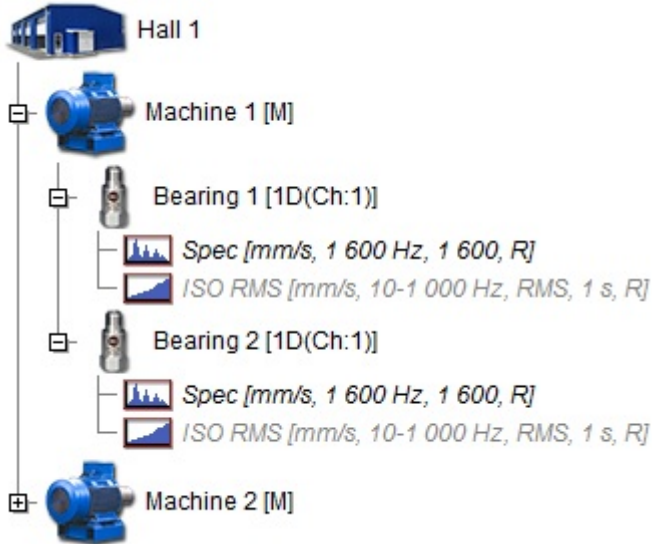 Hall 1
Machine 1 [M]
Bearing 1 [1D(Ch:1)]
Spec [mm/s, 1 600 Hz, 1 600, R]
ISO RMS [mm/s, 10-1 000 Hz, RMS, 1 s, R]
Bearing 2 [1D(Ch:1)]
Spec [mm/s, 1 600 Hz, 1 600, R]
ISO RMS [mm/s, 10-1 000 Hz, RMS, 1 s, R]
Machine 2 [M]